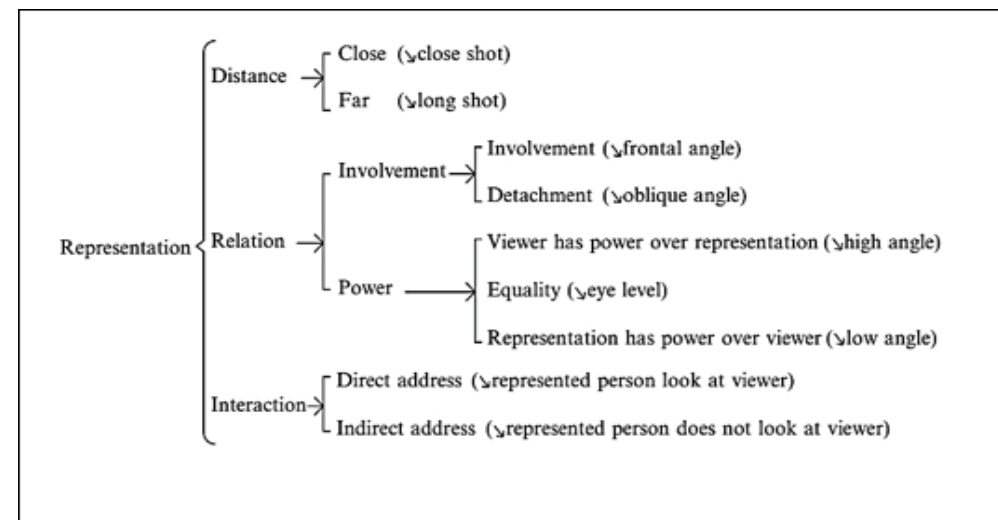 Close (↘close shot)
Distance
Far (↘long shot)
Involvement (↘frontal angle)
Involvement
Detachment (↘oblique angle)
Representation
Relation
Viewer has power over representation (↘high angle)
Power
Equality (↘eye level)
Representation has power over viewer (↘low angle)
Direct address (↘represented person look at viewer)
Interaction
Indirect address (↘represented person does not look at viewer)